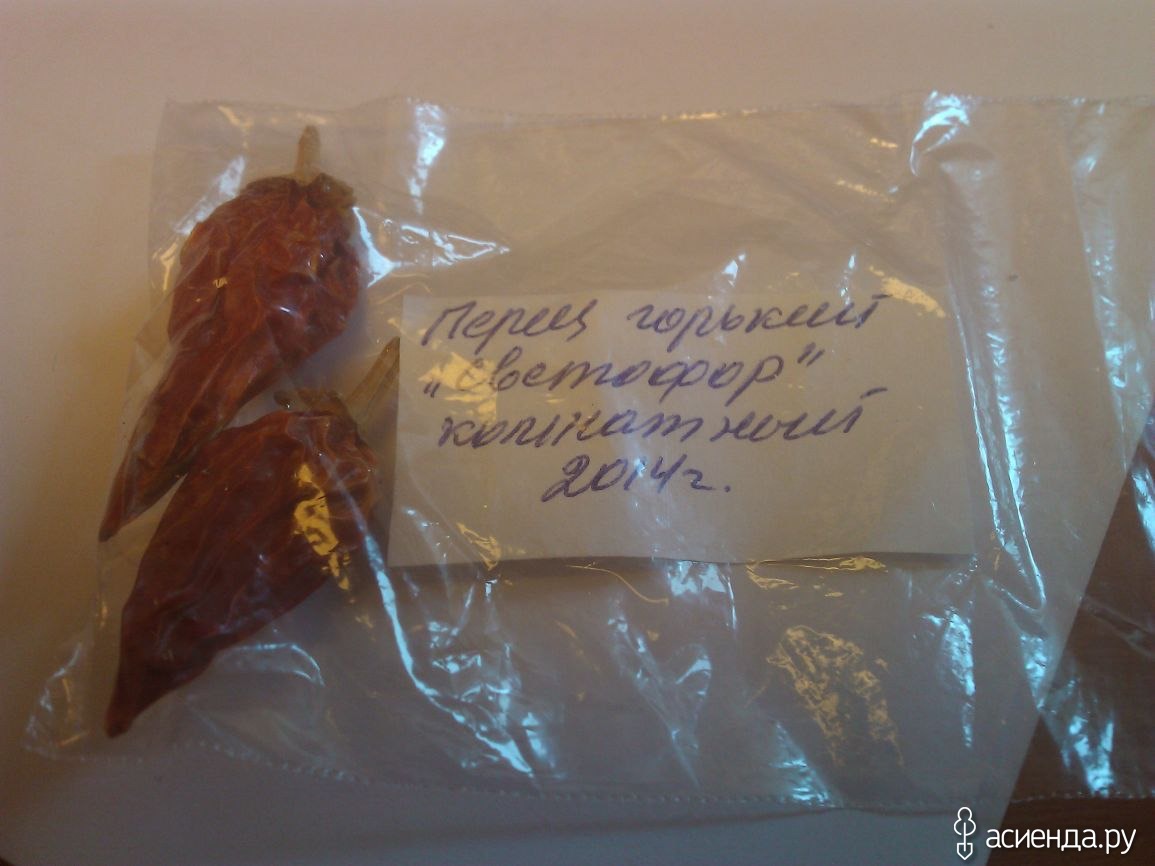 Перец горький
"Светофор"
комнатный
2014г.
асиенда.ру